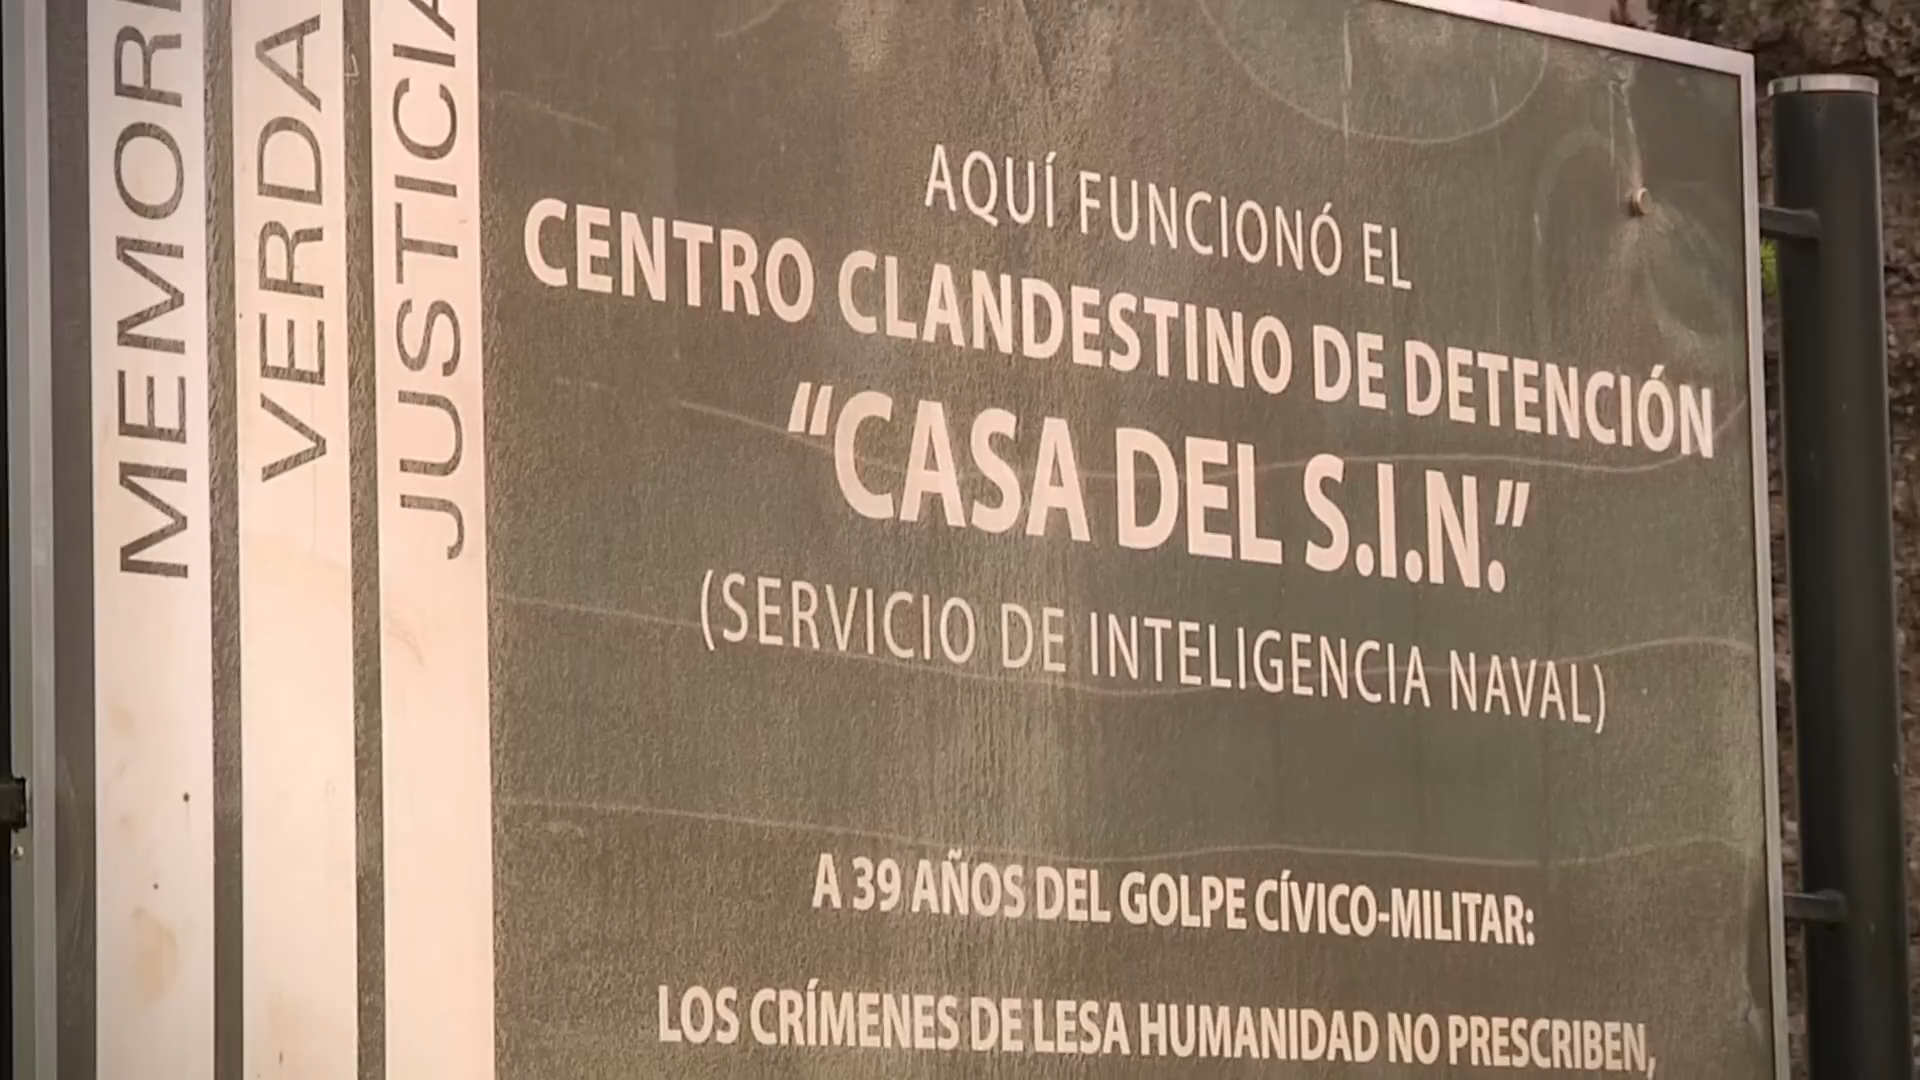 MEMORI
VERDA
JUSTICIA
AQUÍ FUNCIONÓ EL
CENTRO CLANDESTINO DE DETENCIÓN
“CASA DEL S.I.N.”
(SERVICIO DE INTELIGENCIA NAVAL)
A 39 AÑOS DEL GOLPE CÍVICO-MILITAR:
LOS CRÍMENES DE LESA HUMANIDAD NO PRESCRIBEN,